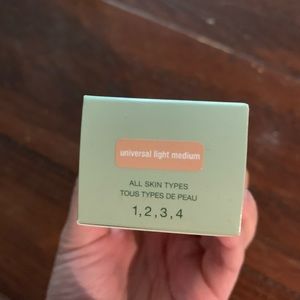 universal light medium
ALL SKIN TYPES
TOUS TYPES DE PEAU
1, 2, 3, 4